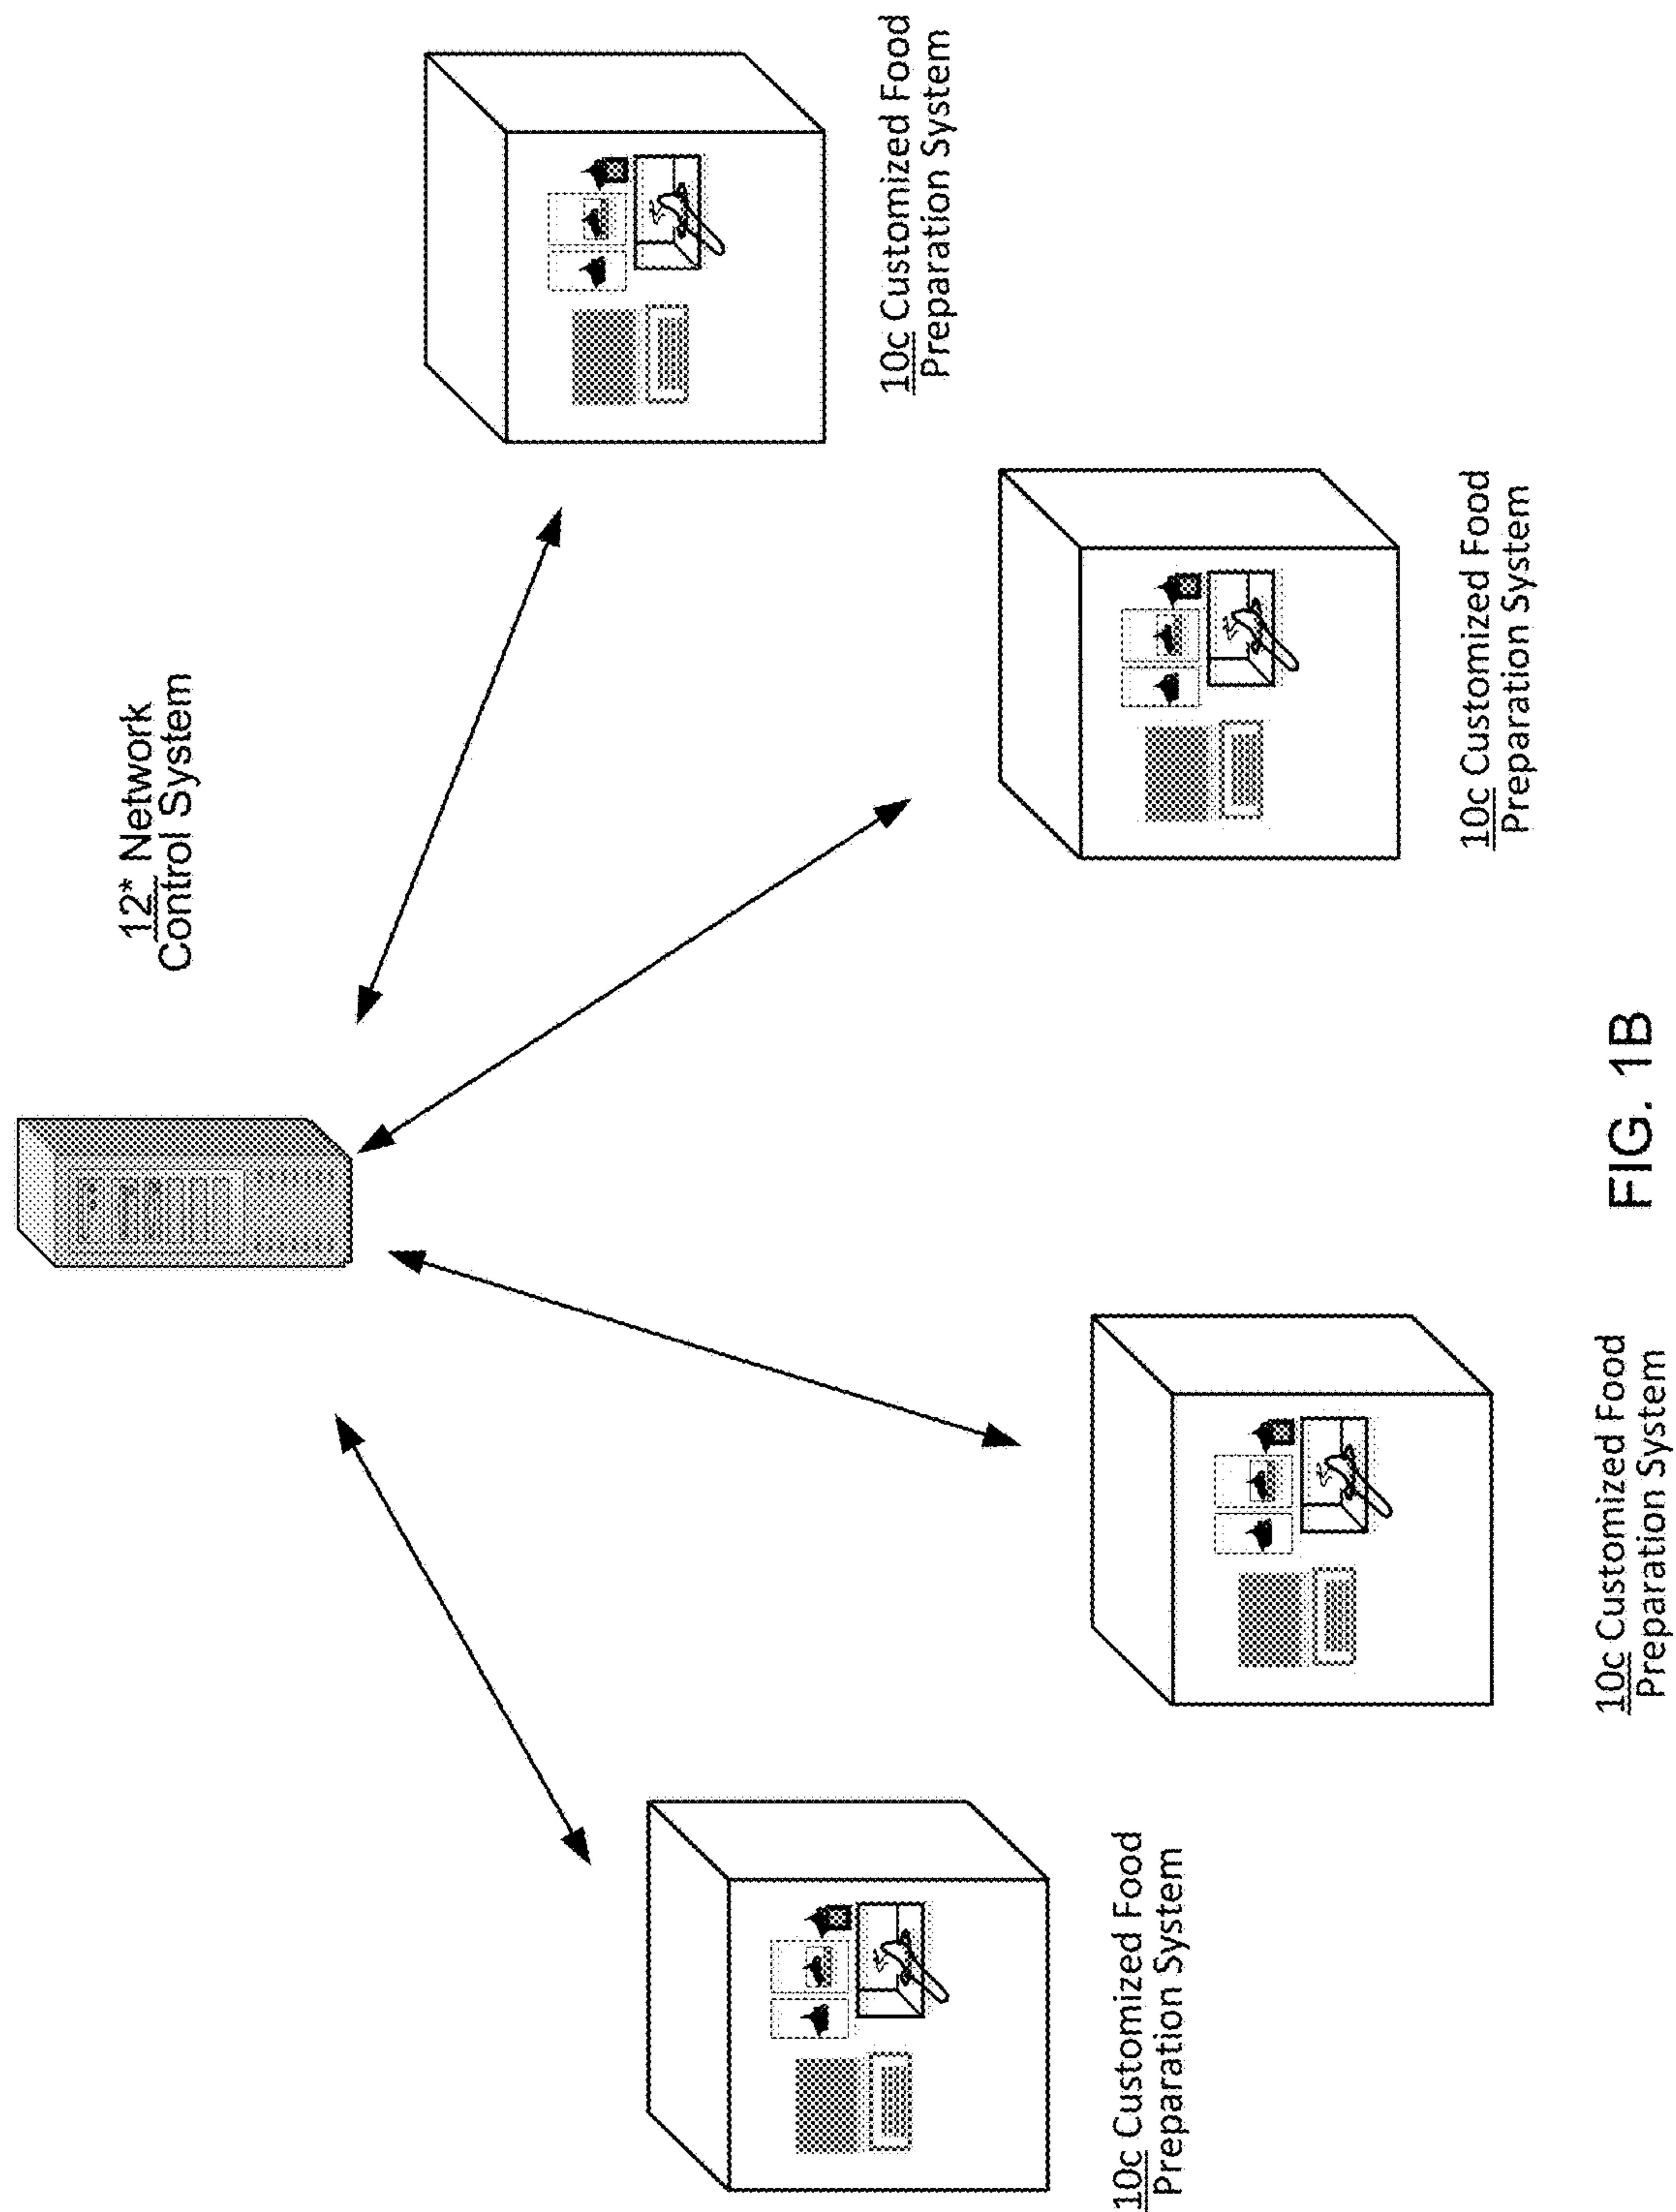 12* Network
Control System
10c Customized Food
Preparation System
10c Customized Food
Preparation System
10c Customized Food
Preparation System
10c Customized Food
Preparation System
FIG. 1B